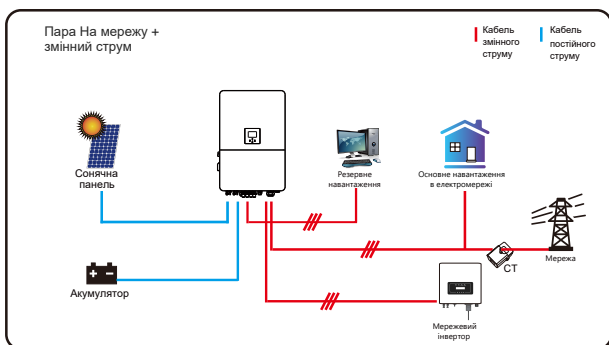 Пара На мережу +
змінний струм
Кабель
змінного
струму
Кабель
постійного
струму
Сонячна
панель
Резервне
навантаження
Основне навантаження
в електромережі
Мережа
CT
Акумулятор
Мережевий
інвертор